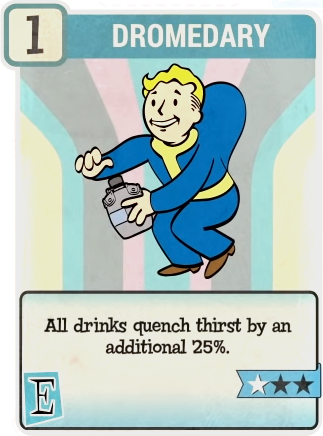 1
DROMEDARY
All drinks quench thirst by an
additional 25%.
E